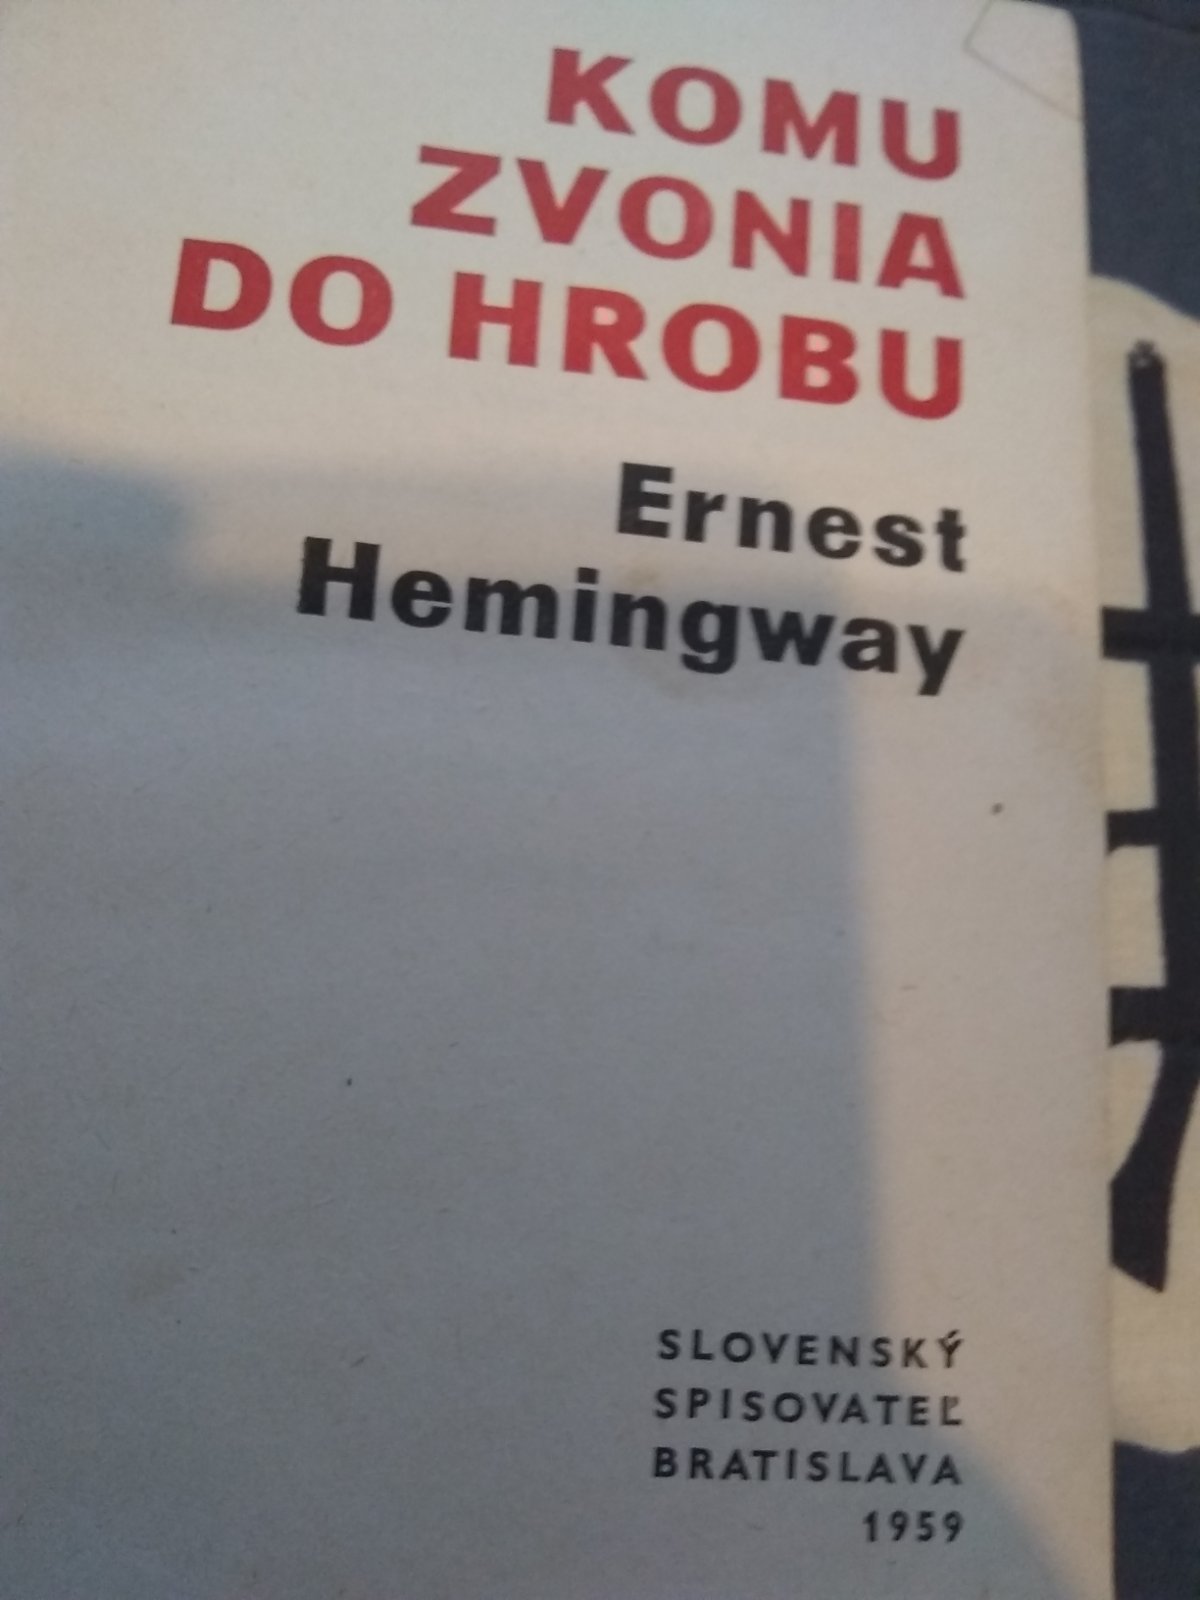 KOMU
ZVONIA
DO HROBU
Ernest
Hemingway
SLOVENSKÝ
SPISOVATEĽ
BRATISLAVA
1959